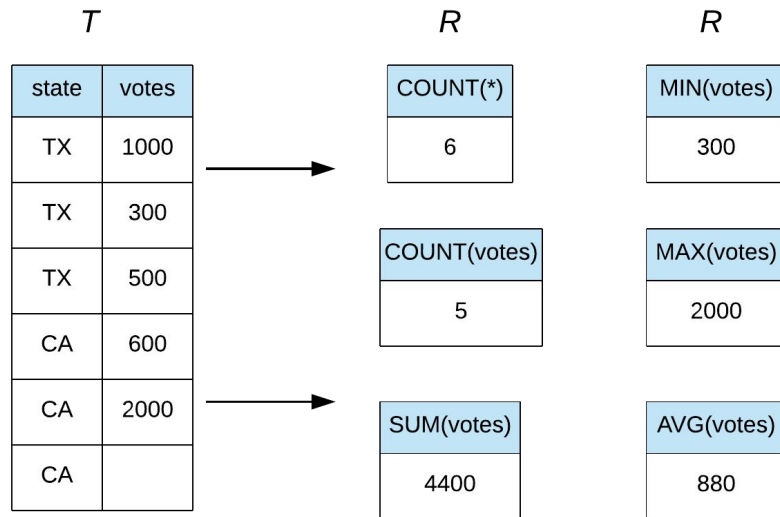 T R R
state votes
TX 1000
TX 300
TX 500
CA 600
CA 2000
CA
COUNT(*)
6
MIN(votes)
300
COUNT(votes)
5
MAX(votes)
2000
SUM(votes)
4400
AVG(votes)
880